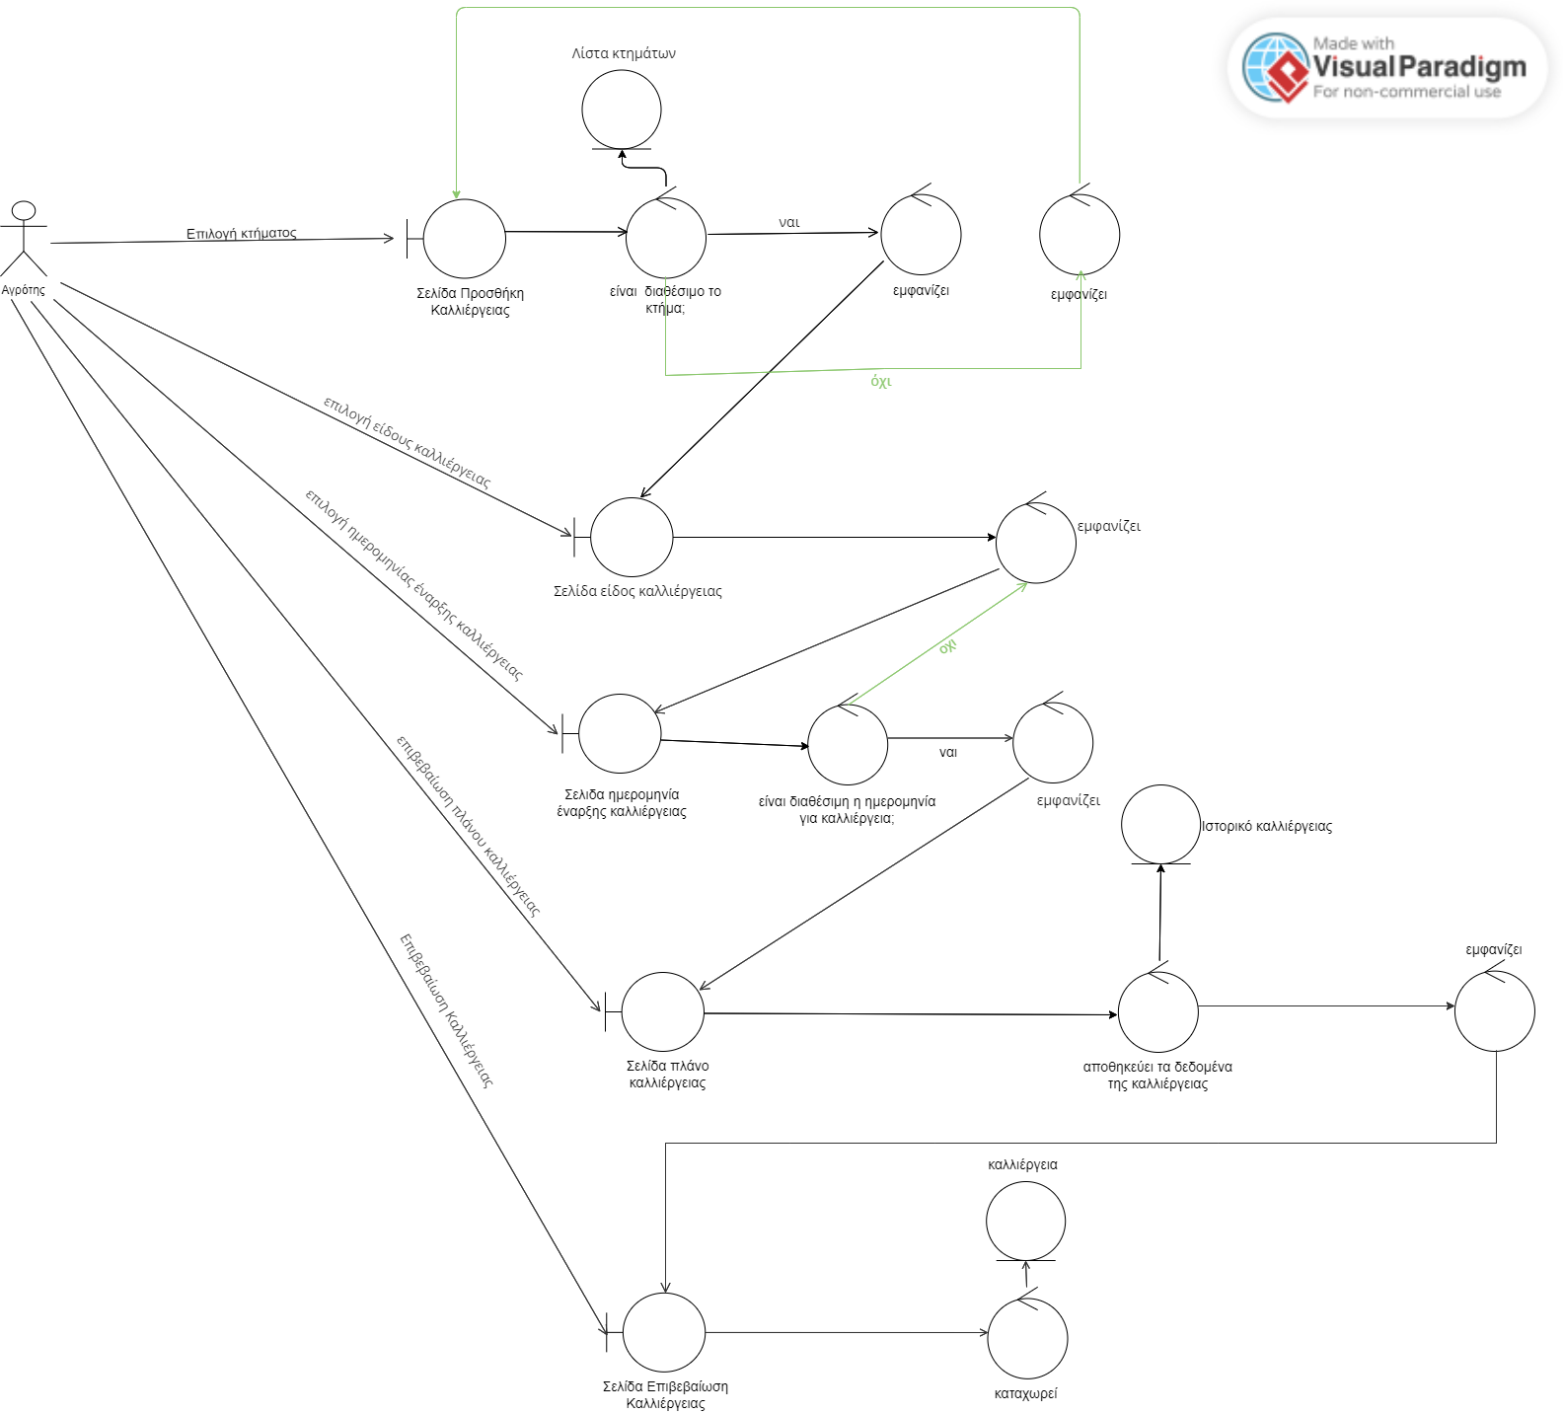 Made with
Visual Paradigm
For non-commercial use
Λίστα κτημάτων
Αγρότης
Επιλογή κτήματος
Σελίδα Προσθήκη
Καλλιέργειας
είναι διαθέσιμο το
κτήμα;
ναι
εμφανίζει
εμφανίζει
όχι
επιλογή είδους καλλιέργειας
Σελίδα είδος καλλιέργειας
εμφανίζει
επιλογή ημερομηνίας έναρξης καλλιέργειας
οχι
Σελιδα ημερομηνία
έναρξης καλλιέργειας
είναι διαθέσιμη η ημερομηνία
για καλλιέργεια;
ναι
εμφανίζει
Ιστορικό καλλιέργειας
επιβεβαίωση πλάνου καλλιέργειας
Σελίδα πλάνο
καλλιέργειας
αποθηκεύει τα δεδομένα
της καλλιέργειας
εμφανίζει
Επιβεβαίωση Καλλιέργειας
καλλιέργεια
Σελίδα Επιβεβαίωση
Καλλιέργειας
καταχωρεί